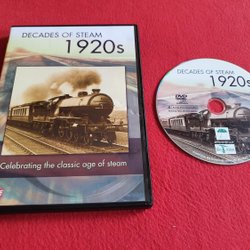 DECADES OF STEAM
1920s
Celebrating the classic age of steam
DECADES OF STEAM
1920s
DVD